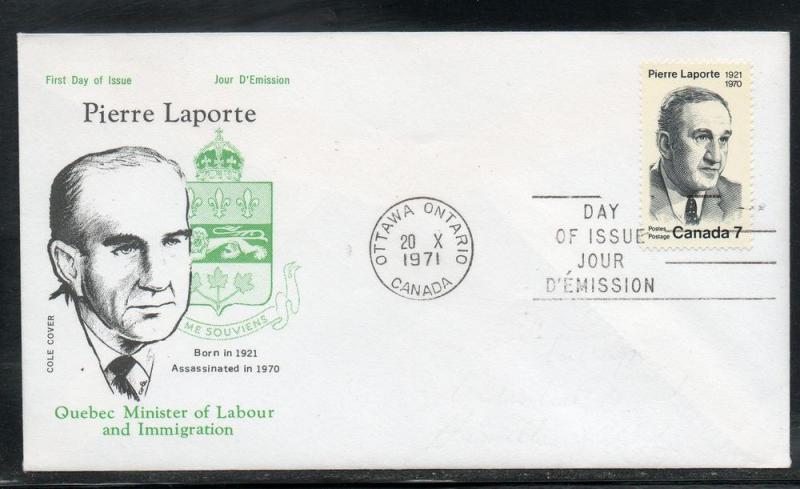 First Day of Issue Jour D'Emission
Pierre Laporte
ME SOUVIENS
COLE COVER
Born in 1921
Assassinated in 1970
Quebec Minister of Labour
and Immigration
OTTAWA ONTARIO
20 X
1971
CANADA
DAY
OF ISSUE
JOUR
D'ÉMISSION
Pierre Laporte 1921
1970
Postes
Postage Canada 7